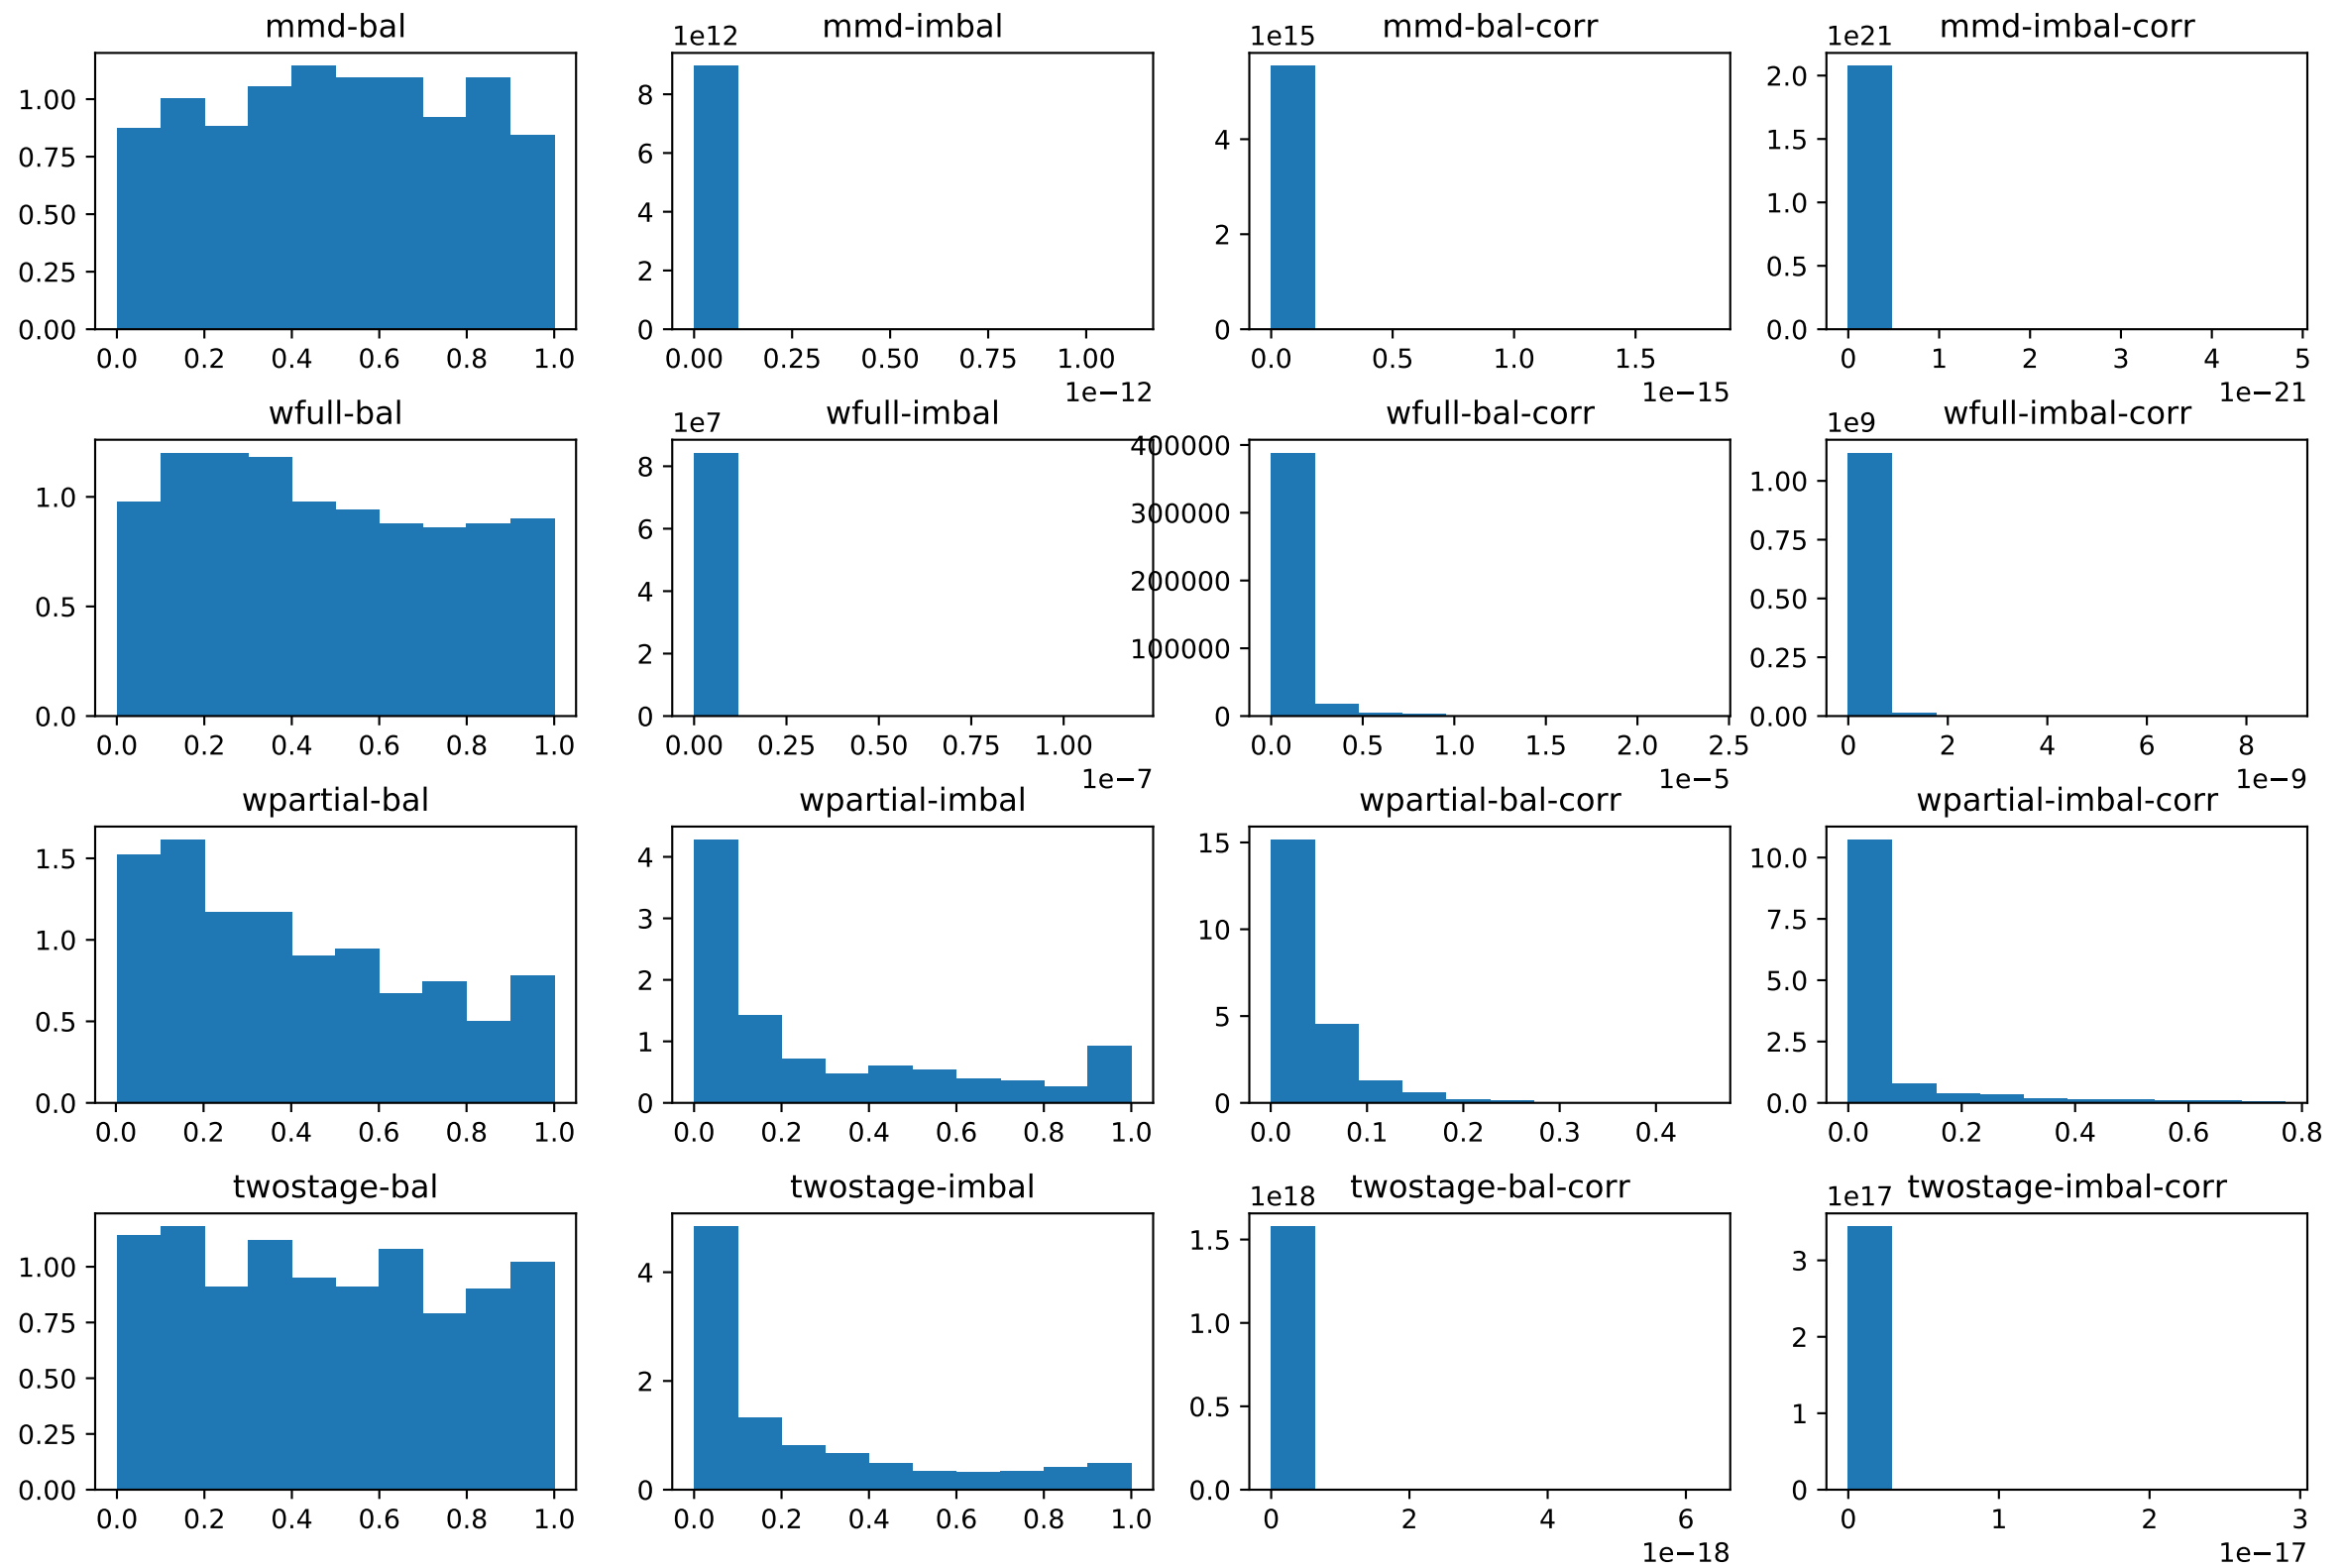 mmd-bal
1.00
0.75
0.50
0.25
0.00
0.0 0.2 0.4 0.6 0.8 1.0
mmd-imbal
1e12
8
6
4
2
0
0.00 0.25 0.50 0.75 1.00
1e−12
mmd-bal-corr
1e15
4
2
0
0.0 0.5 1.0 1.5
1e−15
mmd-imbal-corr
1e21
2.0
1.5
1.0
0.5
0.0
0 1 2 3 4 5
1e−21
wfull-bal
1.0
0.5
0.0
0.0 0.2 0.4 0.6 0.8 1.0
wfull-imbal
1e7
8
6
4
2
0
0.00 0.25 0.50 0.75 1.00
1e−7
wfull-bal-corr
400000
300000
200000
100000
0
0.0 0.5 1.0 1.5 2.0 2.5
1e−5
wfull-imbal-corr
1e9
1.00
0.75
0.50
0.25
0.00
0 2 4 6 8
1e−9
wpartial-bal
1.5
1.0
0.5
0.0
0.0 0.2 0.4 0.6 0.8 1.0
wpartial-imbal
4
3
2
1
0
0.0 0.2 0.4 0.6 0.8 1.0
wpartial-bal-corr
15
10
5
0
0.0 0.1 0.2 0.3 0.4
wpartial-imbal-corr
10.0
7.5
5.0
2.5
0.0
0.0 0.2 0.4 0.6 0.8
twostage-bal
1.00
0.75
0.50
0.25
0.00
0.0 0.2 0.4 0.6 0.8 1.0
twostage-imbal
4
2
0
0.0 0.2 0.4 0.6 0.8 1.0
twostage-bal-corr
1e18
1.5
1.0
0.5
0.0
0 2 4 6
1e−18
twostage-imbal-corr
1e17
3
2
1
0
0 1 2 3
1e−17